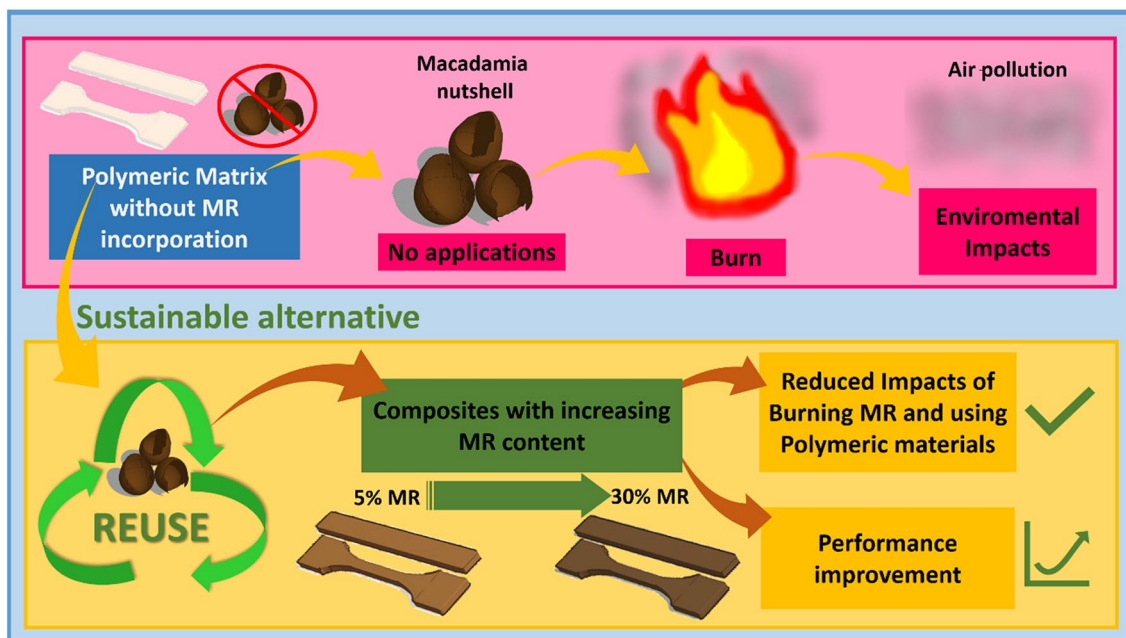 Macadamia
nutshell
Air pollution
Polymeric Matrix
without MR
incorporation
No applications
Burn
Enviromental
Impacts
Sustainable alternative
REUSE
Composites with increasing
MR content
5% MR
30% MR
Reduced Impacts of
Burning MR and using
Polymeric materials
Performance
improvement